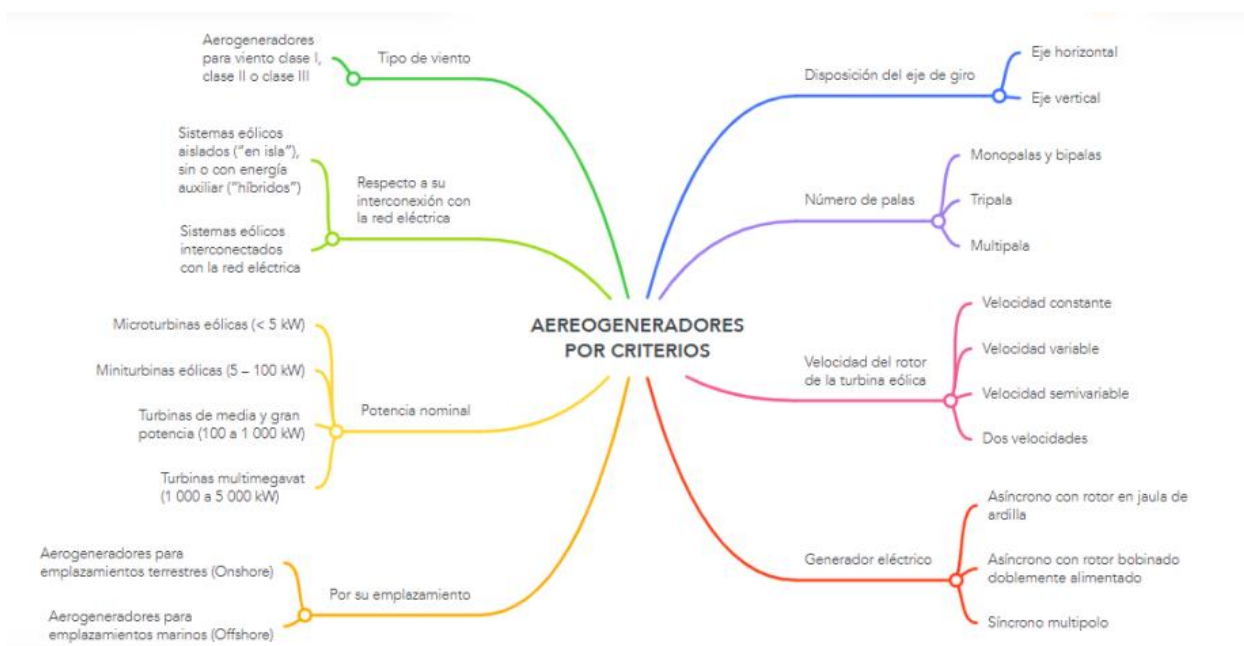 AEREOGENERADORES
POR CRITERIOS
Tipo de viento
Aerogeneradores
para viento clase I,
clase II o clase III
Respecto a su
interconexión con
la red eléctrica
Sistemas eólicos
aislados ("en isla"),
sin o con energía
auxiliar ("híbridos")
Sistemas eólicos
interconectados
con la red eléctrica
Potencia nominal
Microturbinas eólicas (< 5 kW)
Miniturbinas eólicas (5 – 100 kW)
Turbinas de media y gran
potencia (100 a 1 000 kW)
Turbinas multimegavat
(1 000 a 5 000 kW)
Por su emplazamiento
Aerogeneradores para
emplazamientos terrestres (Onshore)
Aerogeneradores para
emplazamientos marinos (Offshore)
Disposición del eje de giro
Eje horizontal
Eje vertical
Número de palas
Monopalas y bipalas
Tripala
Multipala
Velocidad del rotor
de la turbina eólica
Velocidad constante
Velocidad variable
Velocidad semivariable
Dos velocidades
Generador eléctrico
Asíncrono con rotor en jaula de
ardilla
Asíncrono con rotor bobinado
doblemente alimentado
Síncrono multipolo